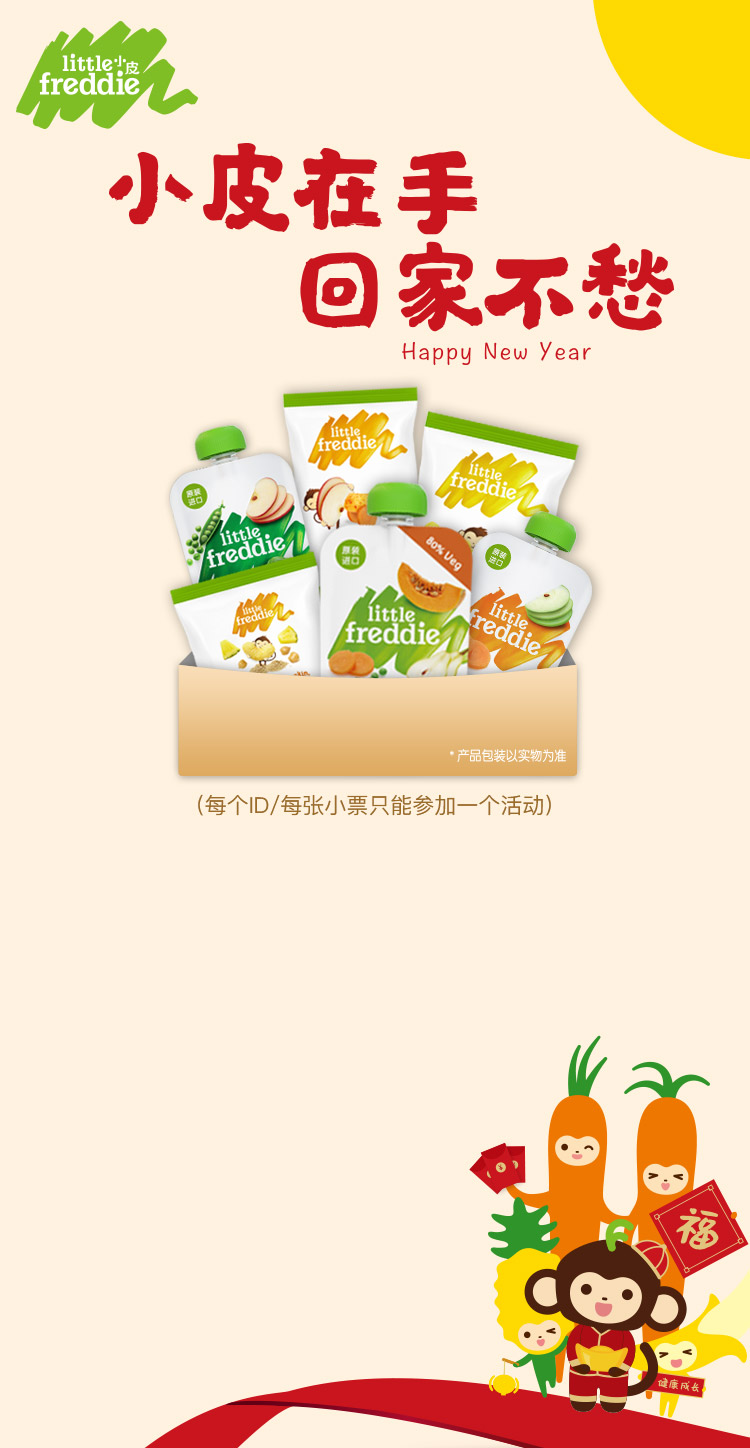 little小皮
freddie
小皮在手
回家不愁
Happy New Year
little
freddie
little
freddie
原装
进口
little
freddie
原装
进口
80% Veg
原装
进口
little
freddie
little
freddie
little
freddie
* 产品包装以实物为准
(每个ID/每张小票只能参加一个活动)
福
健康成长